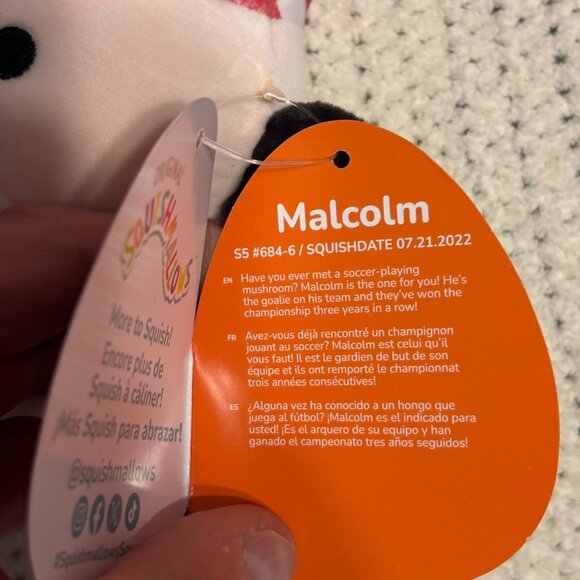 ORIGINAL
SQUISHMALLOWS
More to Squish!
Encore plus de
Squish à câliner!
¡Más Squish para abrazar!
@squishmallows
Malcolm
S5 #684-6 / SQUISHDATE 07.21.2022
EN Have you ever met a soccer-playing
mushroom? Malcolm is the one for you! He's
the goalie on his team and they've won the
championship three years in a row!
FR Avez-vous déjà rencontré un champignon
jouant au soccer? Malcolm est celui qu'il
vous faut! Il est le gardien de but de son
équipe et ils ont remporté le championnat
trois années consécutives!
ES ¿Alguna vez ha conocido a un hongo que
juega al fútbol? ¡Malcolm es el indicado para
usted! ¡Es el arquero de su equipo y han
ganado el campeonato tres años seguidos!